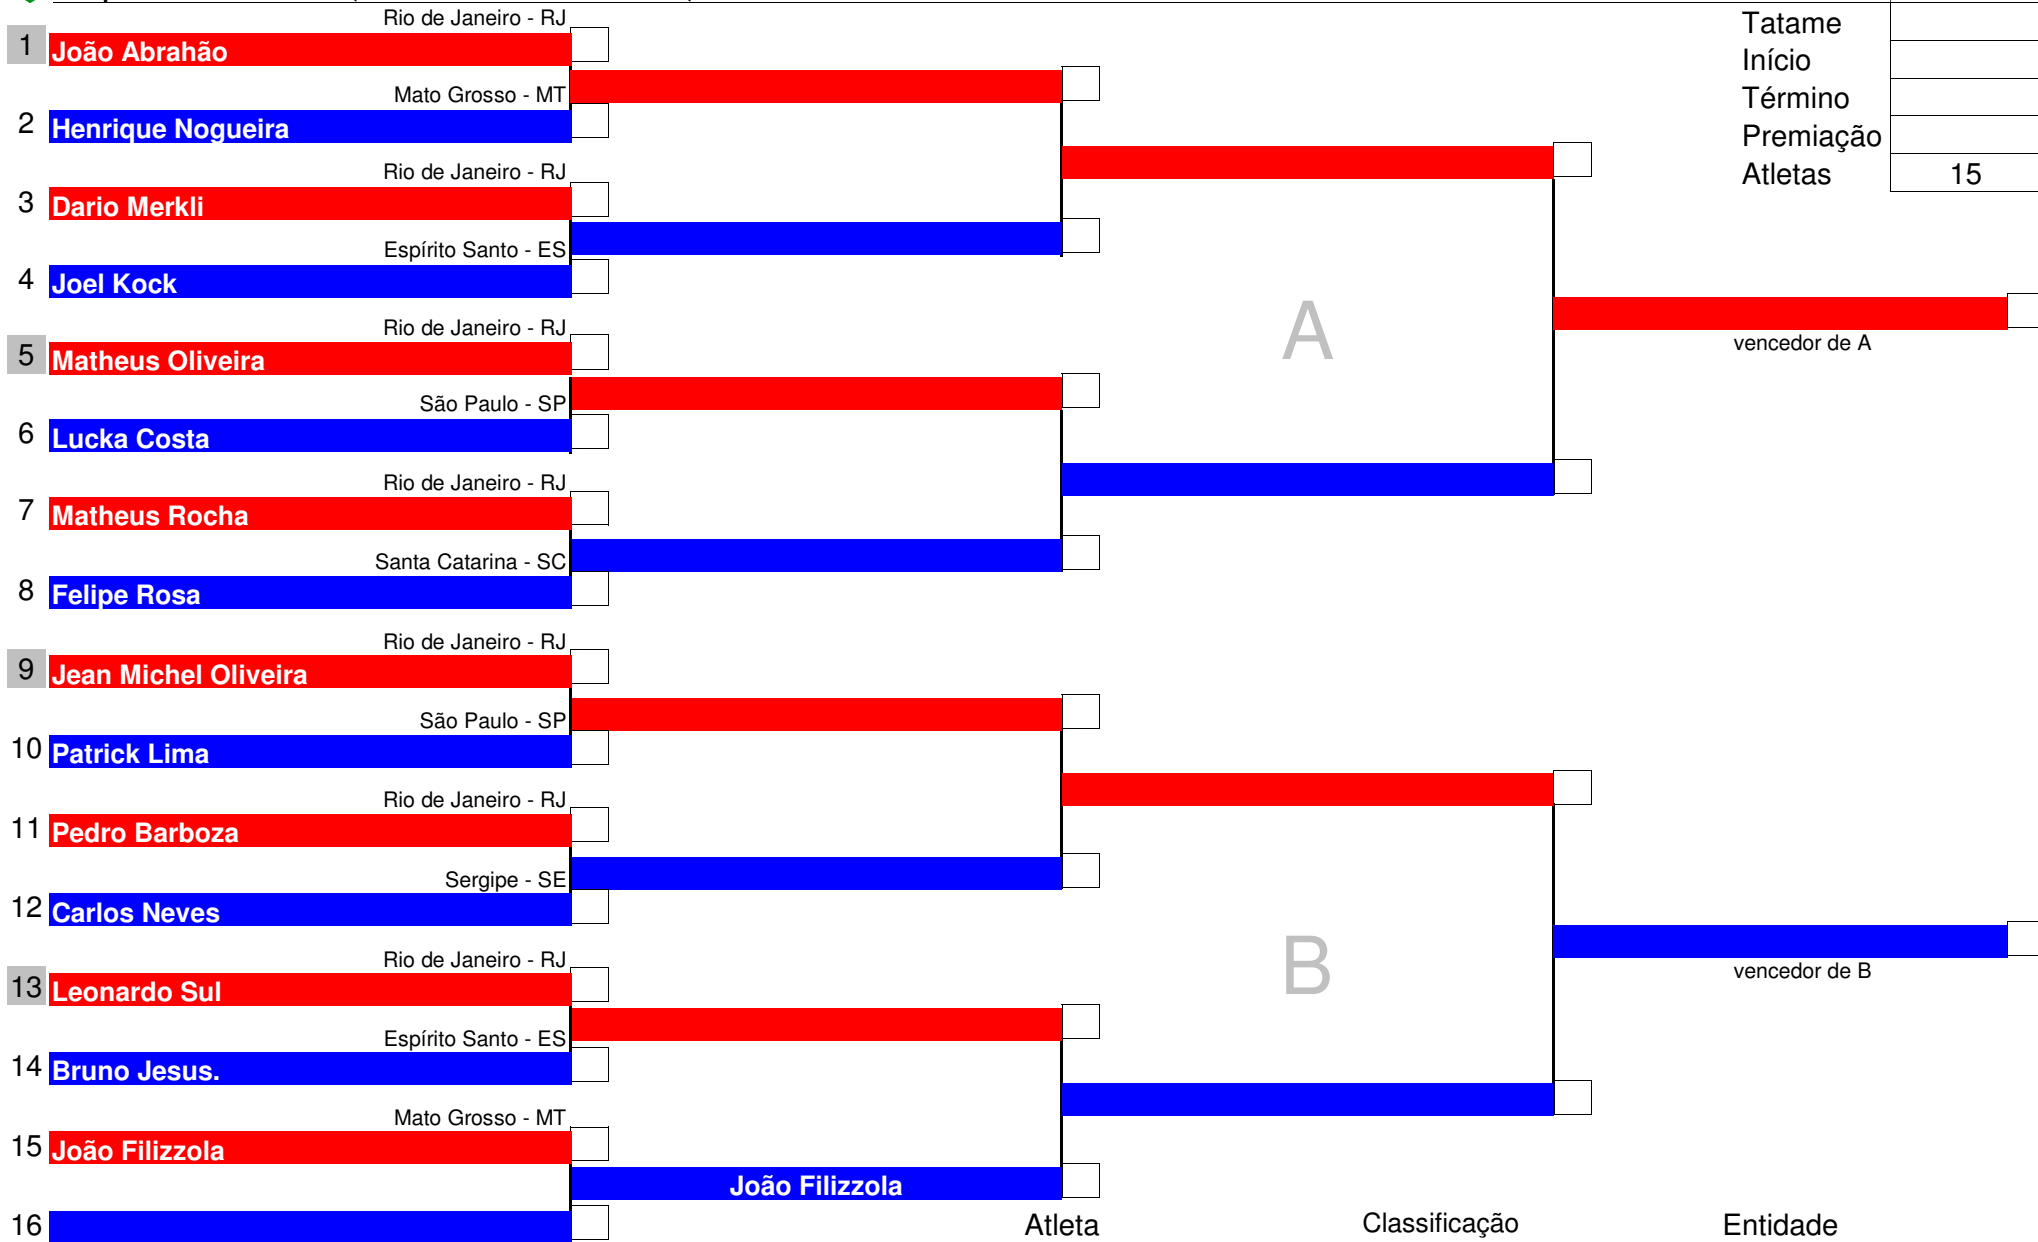 Rio de Janeiro - RJ
1 João Abrahão
Mato Grosso - MT
2 Henrique Nogueira
Rio de Janeiro - RJ
3 Dario Merkli
Espírito Santo - ES
4 Joel Kock
Rio de Janeiro - RJ
5 Matheus Oliveira
São Paulo - SP
6 Lucka Costa
Rio de Janeiro - RJ
7 Matheus Rocha
Santa Catarina - SC
8 Felipe Rosa
Rio de Janeiro - RJ
9 Jean Michel Oliveira
São Paulo - SP
10 Patrick Lima
Rio de Janeiro - RJ
11 Pedro Barboza
Sergipe - SE
12 Carlos Neves
Rio de Janeiro - RJ
13 Leonardo Sul
Espírito Santo - ES
14 Bruno Jesus.
Mato Grosso - MT
15 João Filizzola
16
João Filizzola
A
B
Tatame
Início
Término
Premiação
Atletas 15
vencedor de A
vencedor de B
Atleta Classificação Entidade